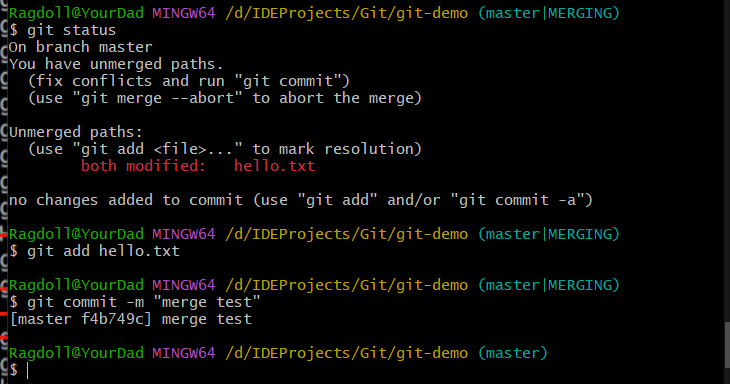 Ragdoll@YourDad MINGW64 /d/IDEProjects/Git/git-demo (master|MERGING)
$ git status
On branch master
You have unmerged paths.
  (fix conflicts and run "git commit")
  (use "git merge --abort" to abort the merge)

Unmerged paths:
  (use "git add <file>..." to mark resolution)
        both modified:   hello.txt

no changes added to commit (use "git add" and/or "git commit -a")

Ragdoll@YourDad MINGW64 /d/IDEProjects/Git/git-demo (master|MERGING)
$ git add hello.txt

Ragdoll@YourDad MINGW64 /d/IDEProjects/Git/git-demo (master|MERGING)
$ git commit -m "merge test"
[master f4b749c] merge test

Ragdoll@YourDad MINGW64 /d/IDEProjects/Git/git-demo (master)
$